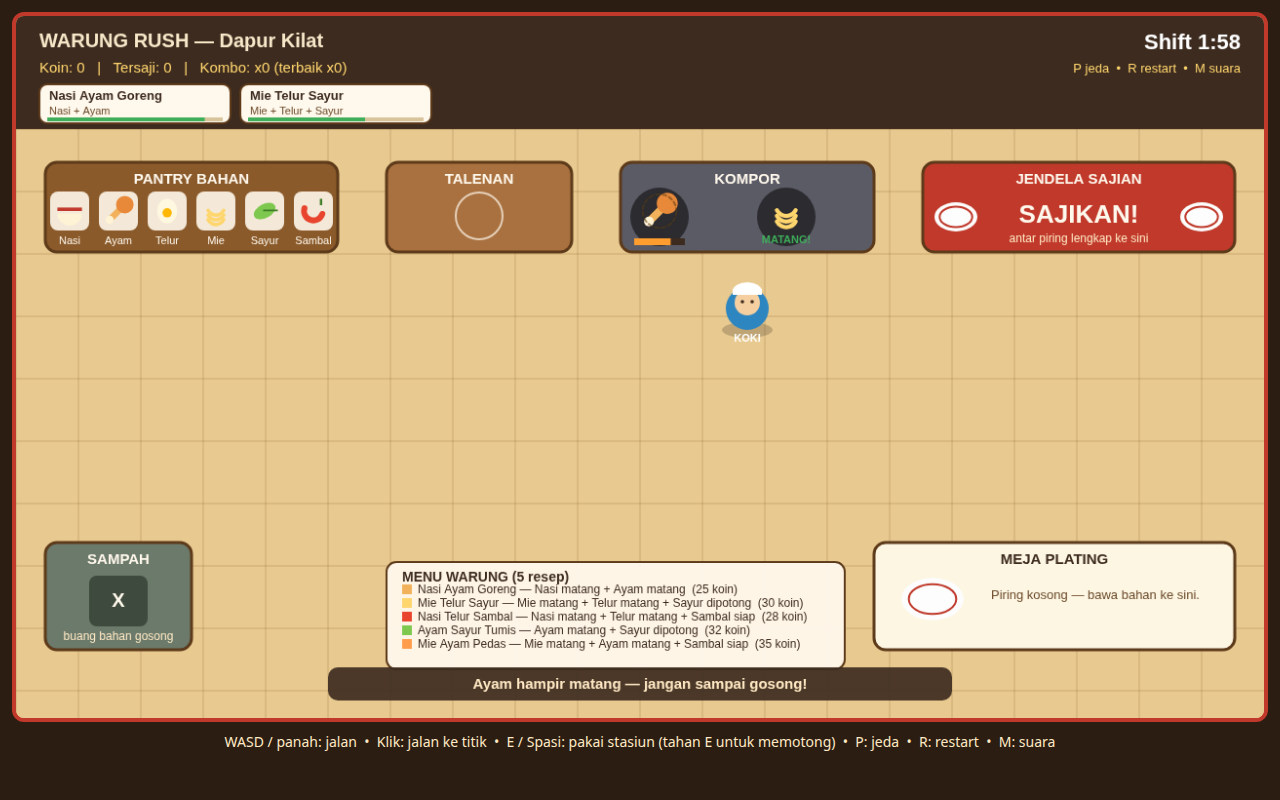 WARUNG RUSH — Dapur Kilat
Shift 1:58
Koin: 0 | Tersaji: 0 | Kombo: x0 (terbaik x0)
P jeda • R restart • M suara
Nasi Ayam Goreng
Nasi + Ayam
Mie Telur Sayur
Mie + Telur + Sayur
PANTRY BAHAN
Nasi
Ayam
Telur
Mie
Sayur
Sambal
TALENAN
KOMPOR
MATANG!
JENDELA SAJIAN
SAJIKAN!
antar piring lengkap ke sini
KOKI
SAMPAH
X
buang bahan gosong
MENU WARUNG (5 resep)
Nasi Ayam Goreng — Nasi matang + Ayam matang (25 koin)
Mie Telur Sayur — Mie matang + Telur matang + Sayur dipotong (30 koin)
Nasi Telur Sambal — Nasi matang + Telur matang + Sambal siap (28 koin)
Ayam Sayur Tumis — Ayam matang + Sayur dipotong (32 koin)
Mie Ayam Pedas — Mie matang + Ayam matang + Sambal siap (35 koin)
MEJA PLATING
Piring kosong — bawa bahan ke sini.
Ayam hampir matang — jangan sampai gosong!
WASD / panah: jalan • Klik: jalan ke titik • E / Spasi: pakai stasiun (tahan E untuk memotong) • P: jeda • R: restart • M: suara